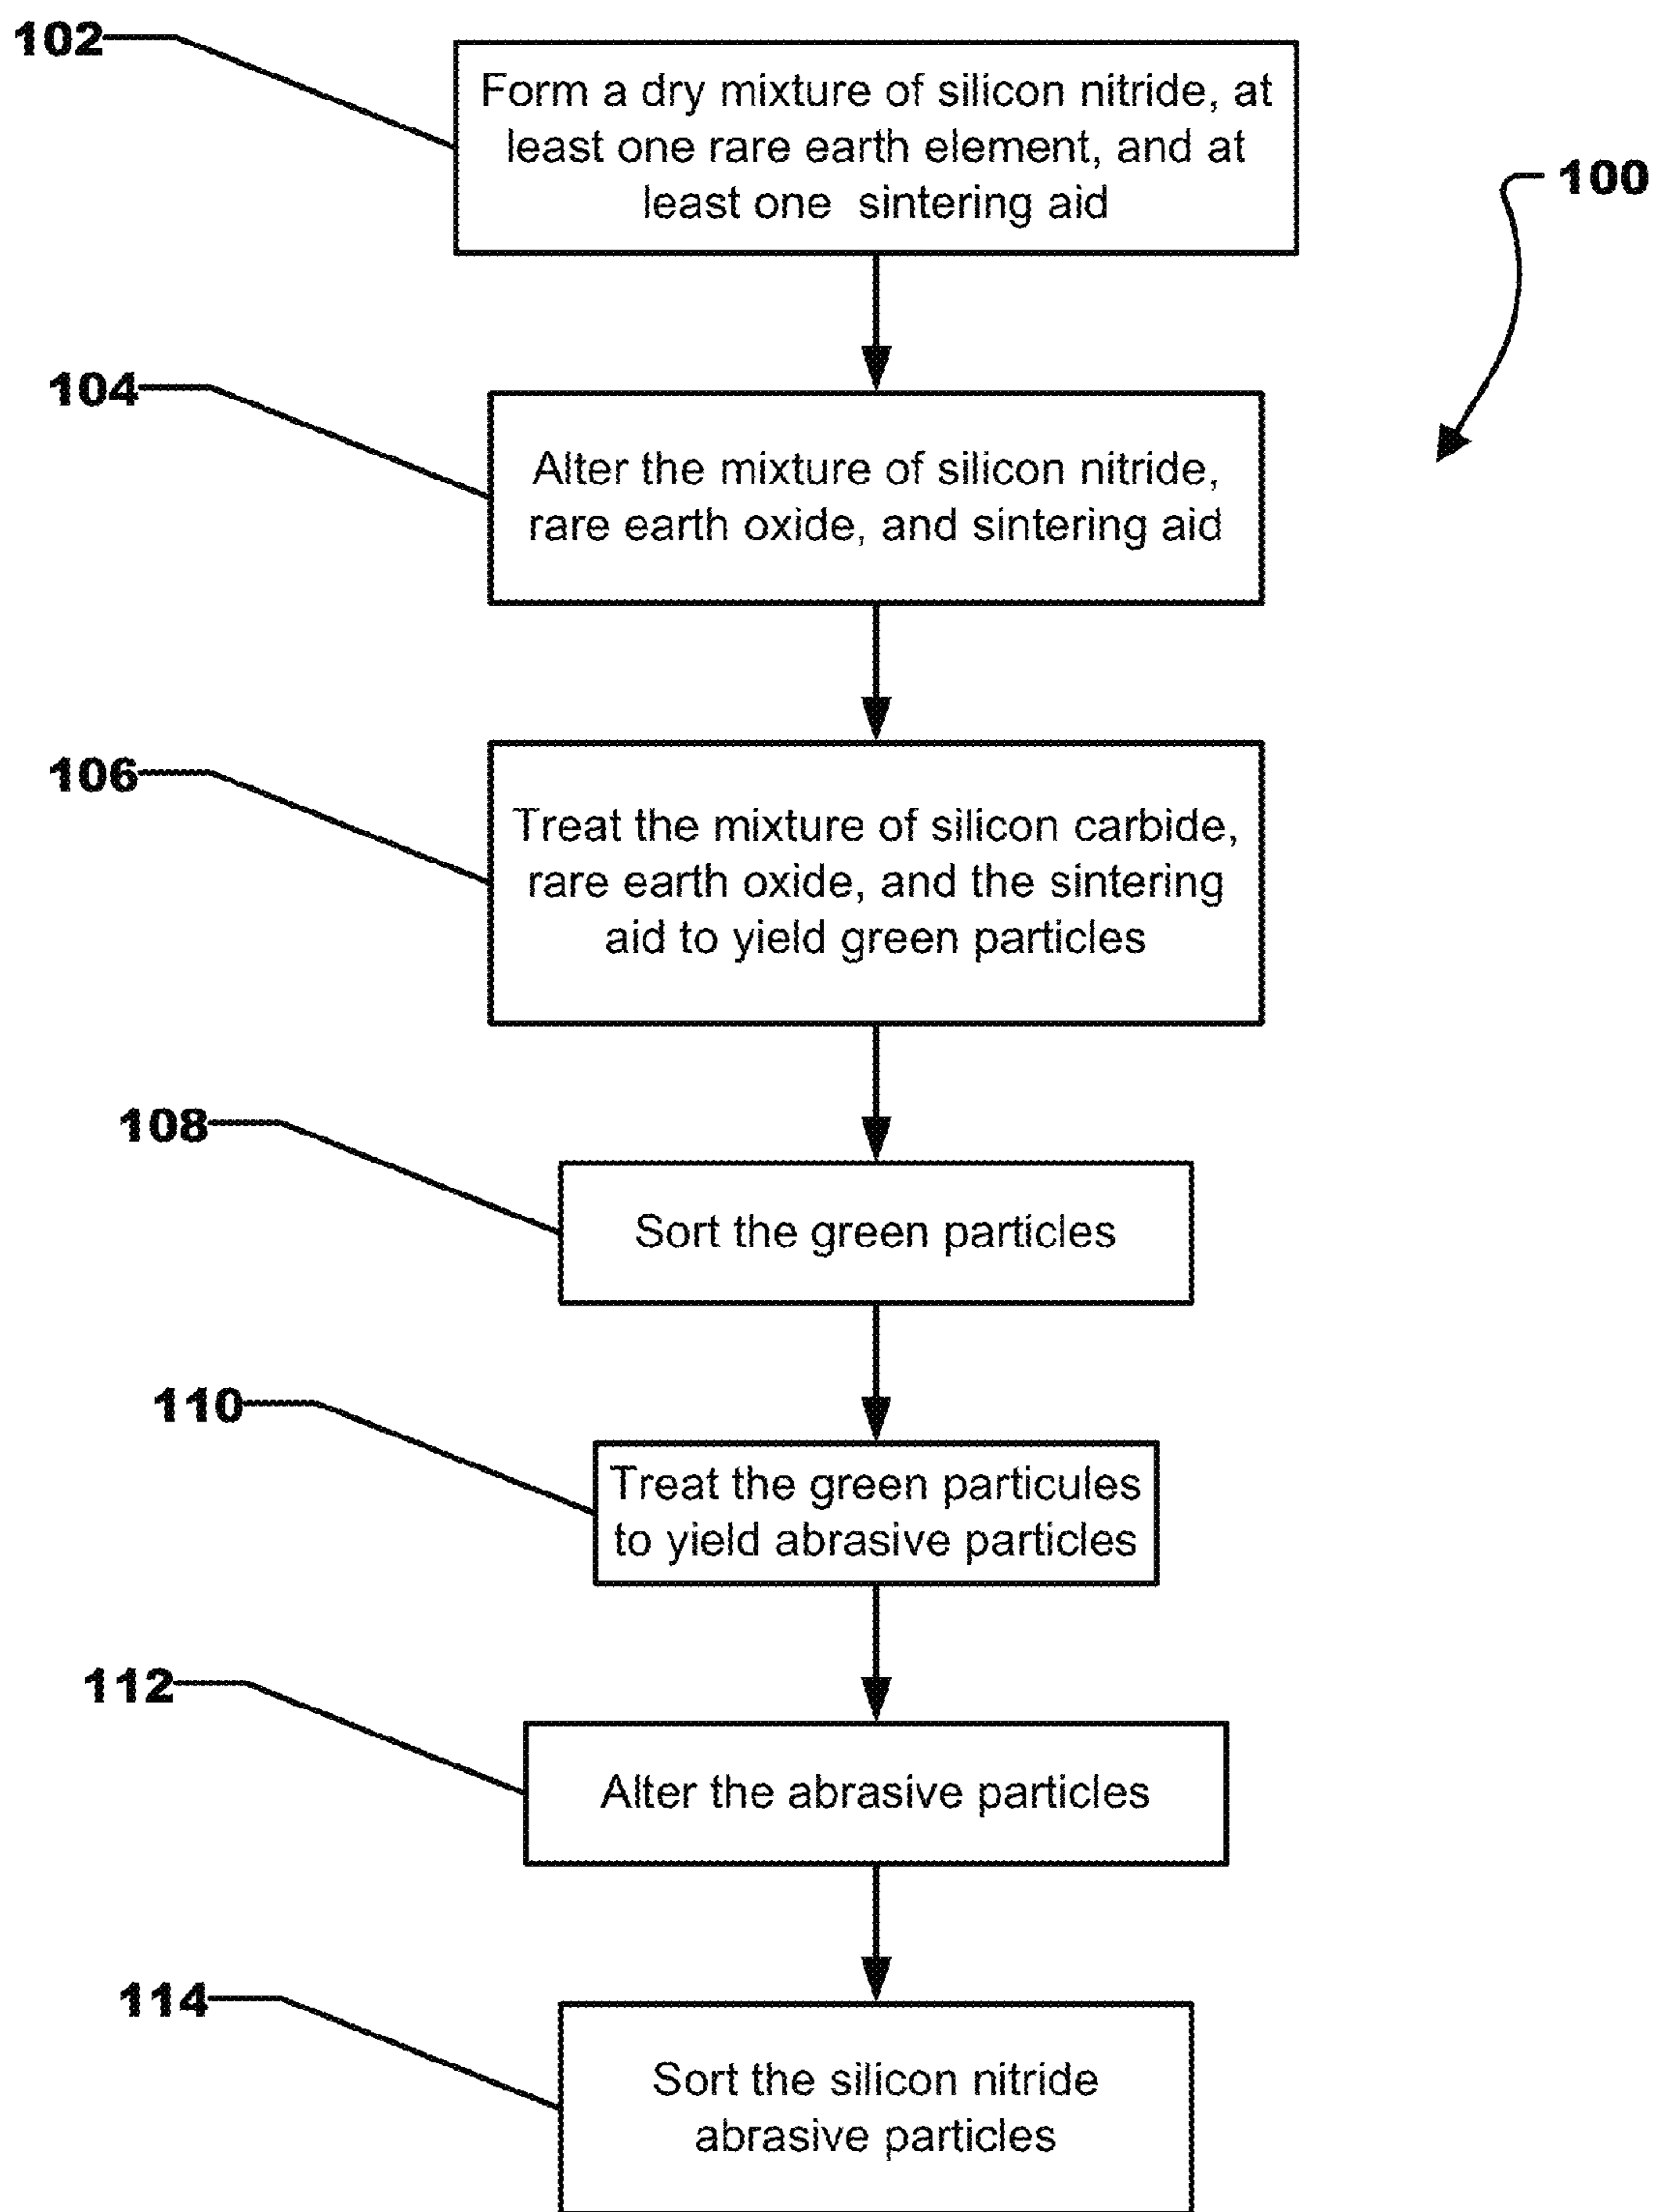 102
Form a dry mixture of silicon nitride, at
least one rare earth element, and at
least one sintering aid
100
104
Alter the mixture of silicon nitride,
rare earth oxide, and sintering aid
106
Treat the mixture of silicon carbide,
rare earth oxide, and the sintering
aid to yield green particles
108
Sort the green particles
110
Treat the green particules
to yield abrasive particles
112
Alter the abrasive particles
114
Sort the silicon nitride
abrasive particles